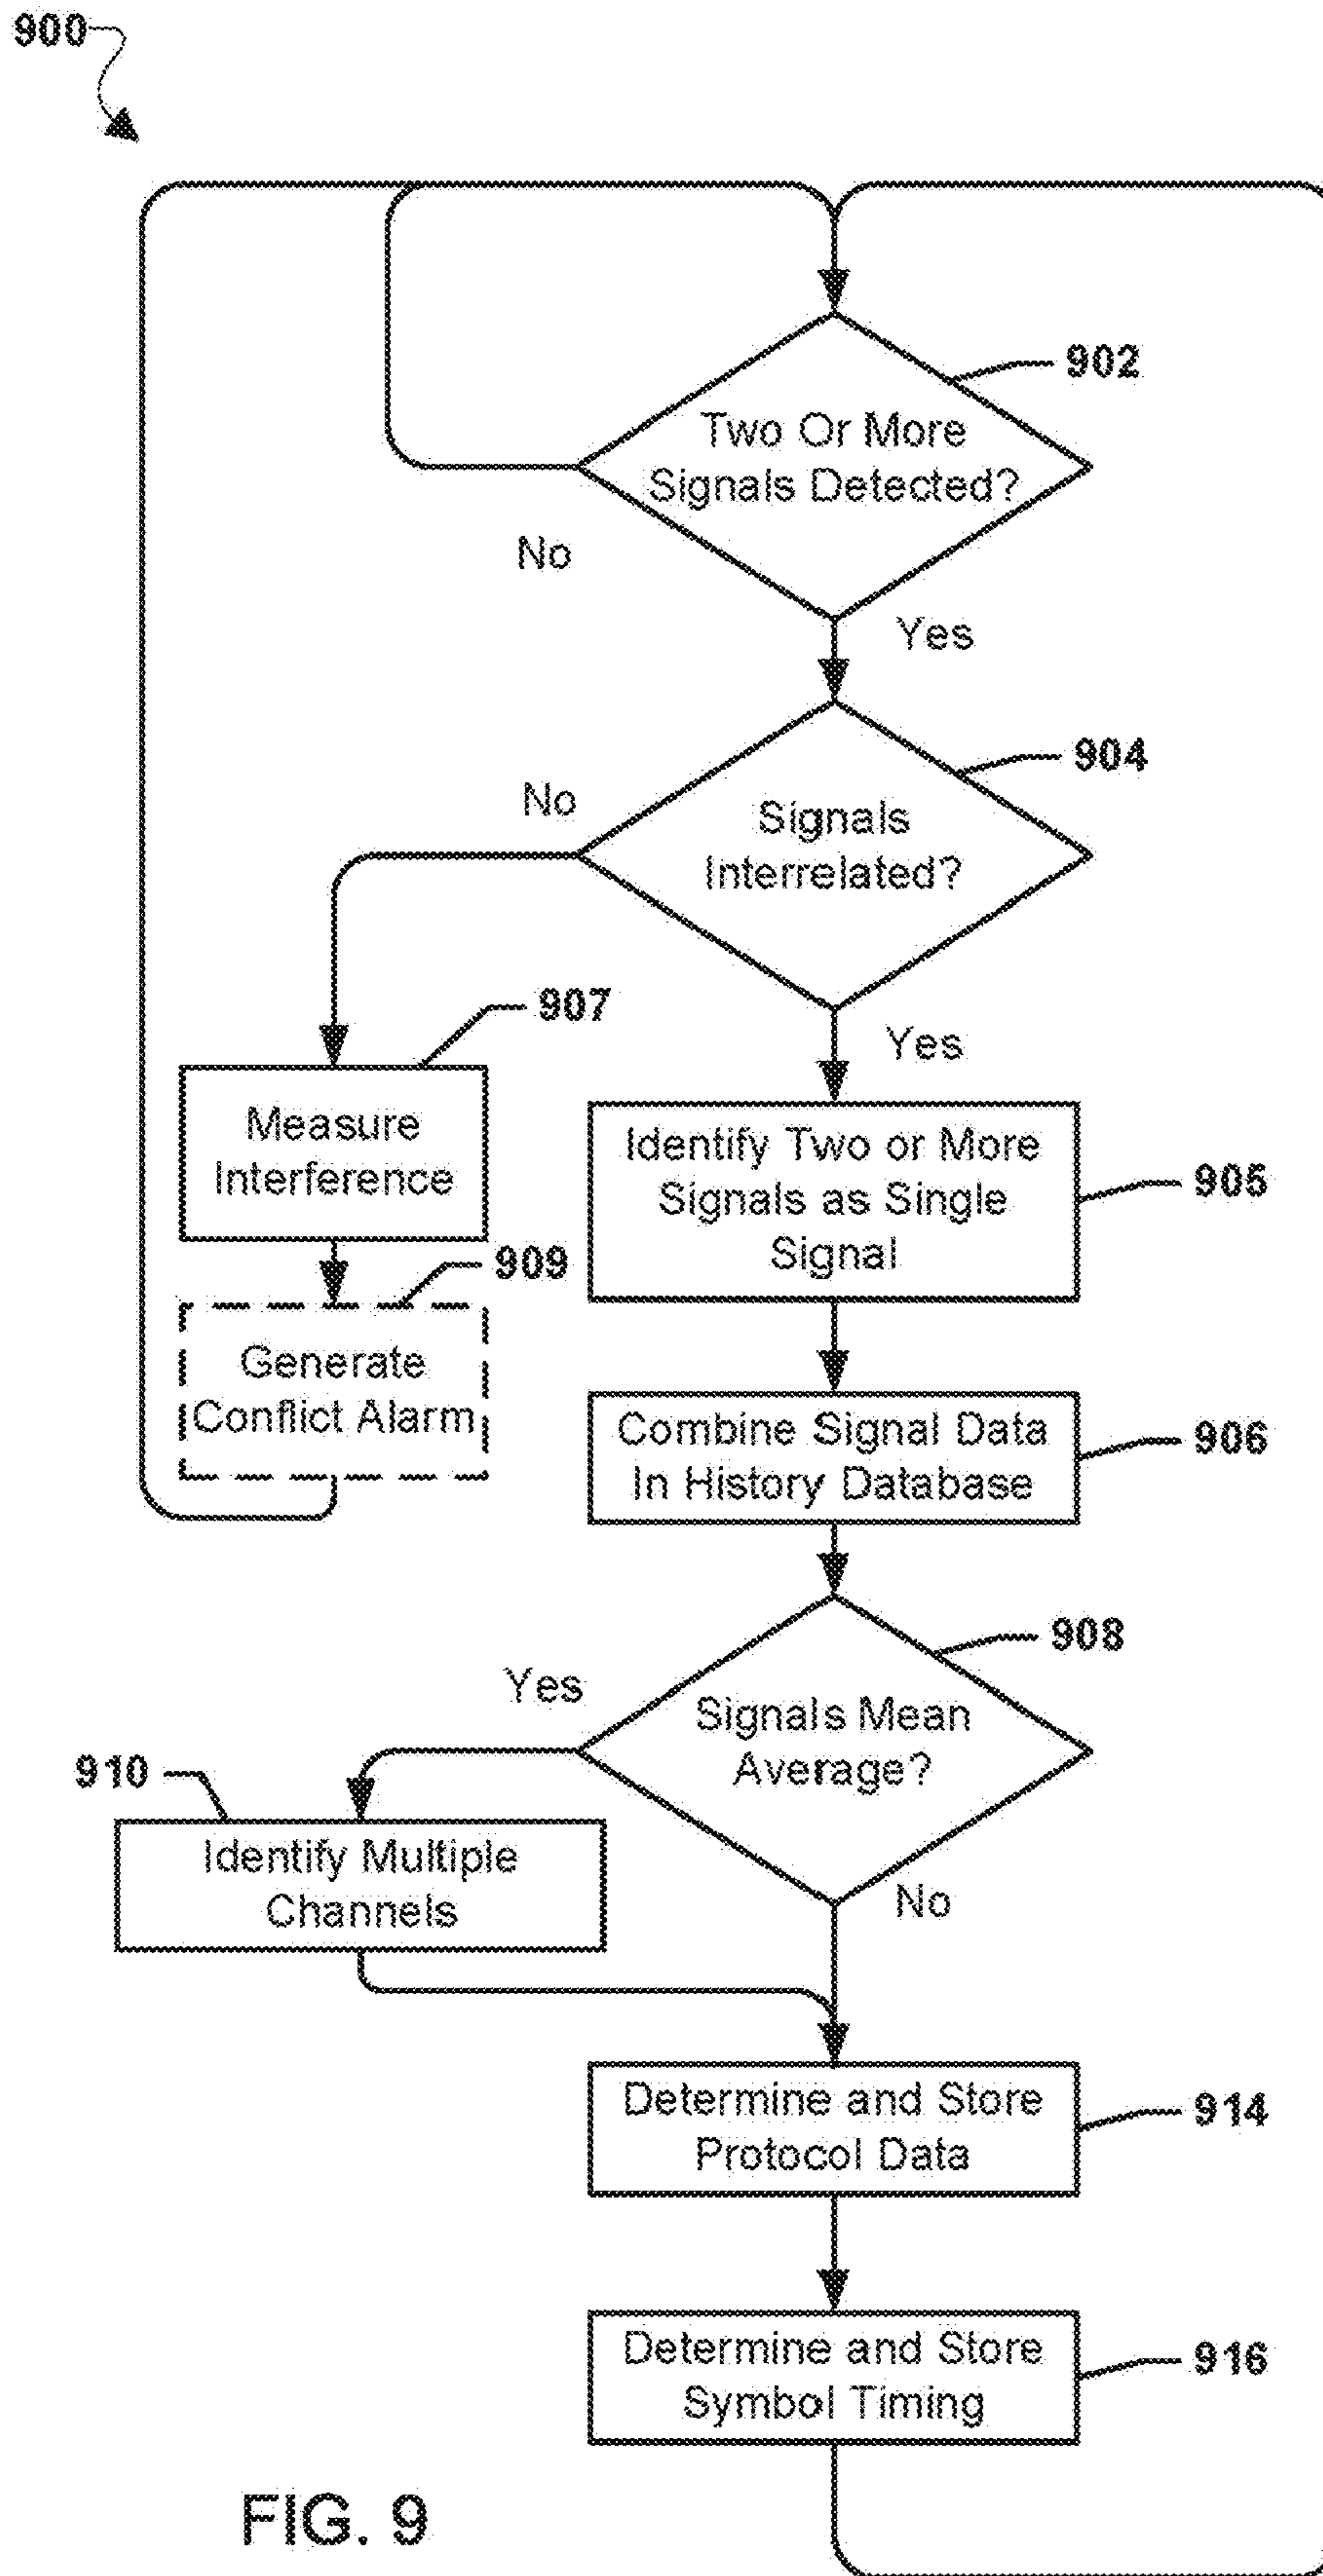 900
902
Two Or More
Signals Detected?
No
Yes
904
No
Signals
Interrelated?
Yes
907
Measure
Interference
905
Identify Two or More
Signals as Single
Signal
909
Generate
Conflict Alarm
906
Combine Signal Data
In History Database
908
Yes
Signals Mean
Average?
910
Identify Multiple
Channels
No
914
Determine and Store
Protocol Data
916
Determine and Store
Symbol Timing
FIG. 9